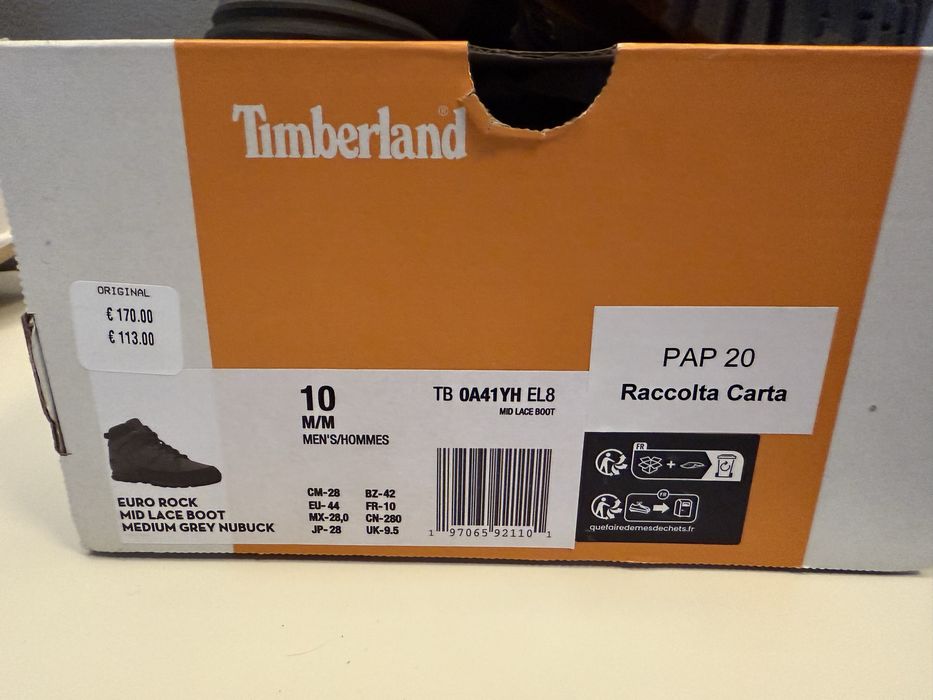 Timberland®
ORIGINAL
€ 170.00
€ 113.00
PAP 20
Raccolta Carta
10
M/M
MEN'S/HOMMES
TB 0A41YH EL8
MID LACE BOOT
EURO ROCK
MID LACE BOOT
MEDIUM GREY NUBUCK
CM-28 BZ-42
EU-44 FR-10
MX-28,0 CN-280
JP-28 UK-9.5
1 97065 92110 1
FR
+
FR
quefairedemesdechets.fr